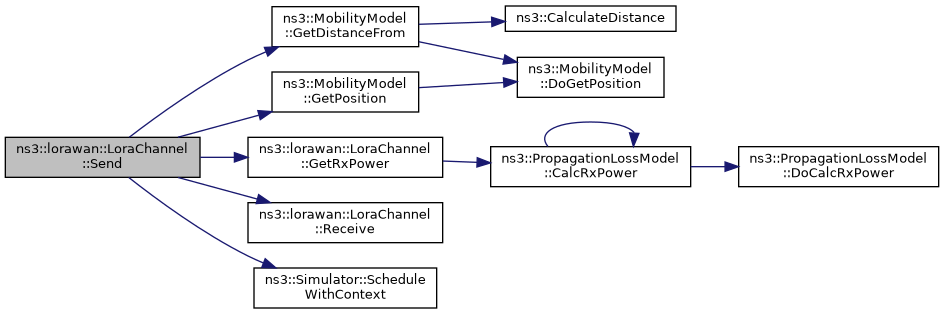 ns3::lorawan::LoraChannel
::Send
ns3::MobilityModel
::GetDistanceFrom
ns3::CalculateDistance
ns3::MobilityModel
::DoGetPosition
ns3::MobilityModel
::GetPosition
ns3::lorawan::LoraChannel
::GetRxPower
ns3::PropagationLossModel
::CalcRxPower
ns3::PropagationLossModel
::DoCalcRxPower
ns3::lorawan::LoraChannel
::Receive
ns3::Simulator::Schedule
WithContext